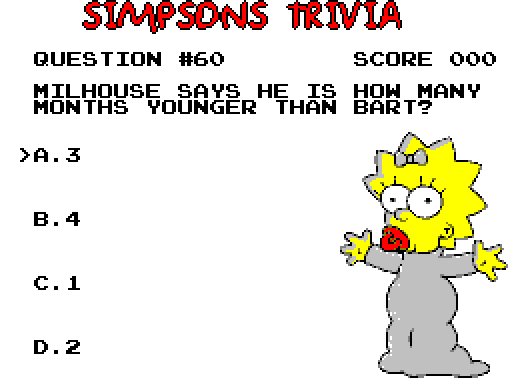 SIMPSONS TRIVIA
QUESTION #60 SCORE 000
MILHOUSE SAYS HE IS HOW MANY
MONTHS YOUNGER THAN BART?
>A.3
B.4
C.1
D.2